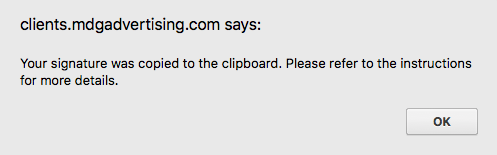 clients.mdgadvertising.com says:
Your signature was copied to the clipboard. Please refer to the instructions
for more details.
OK